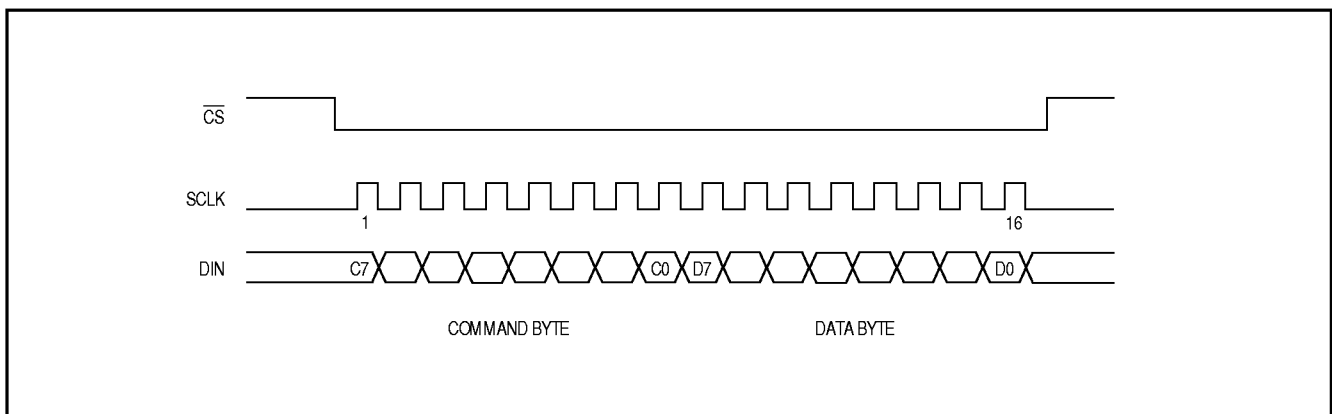 CS
SCLK
1 16
DIN C7 C0 D7 D0
COMMAND BYTE DATA BYTE